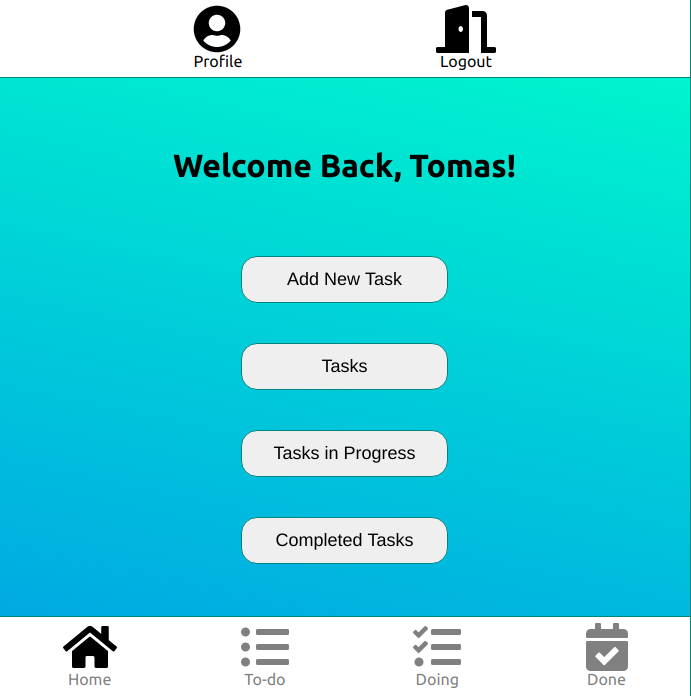 Profile
Logout
Welcome Back, Tomas!
Add New Task
Tasks
Tasks in Progress
Completed Tasks
Home
To-do
Doing
Done